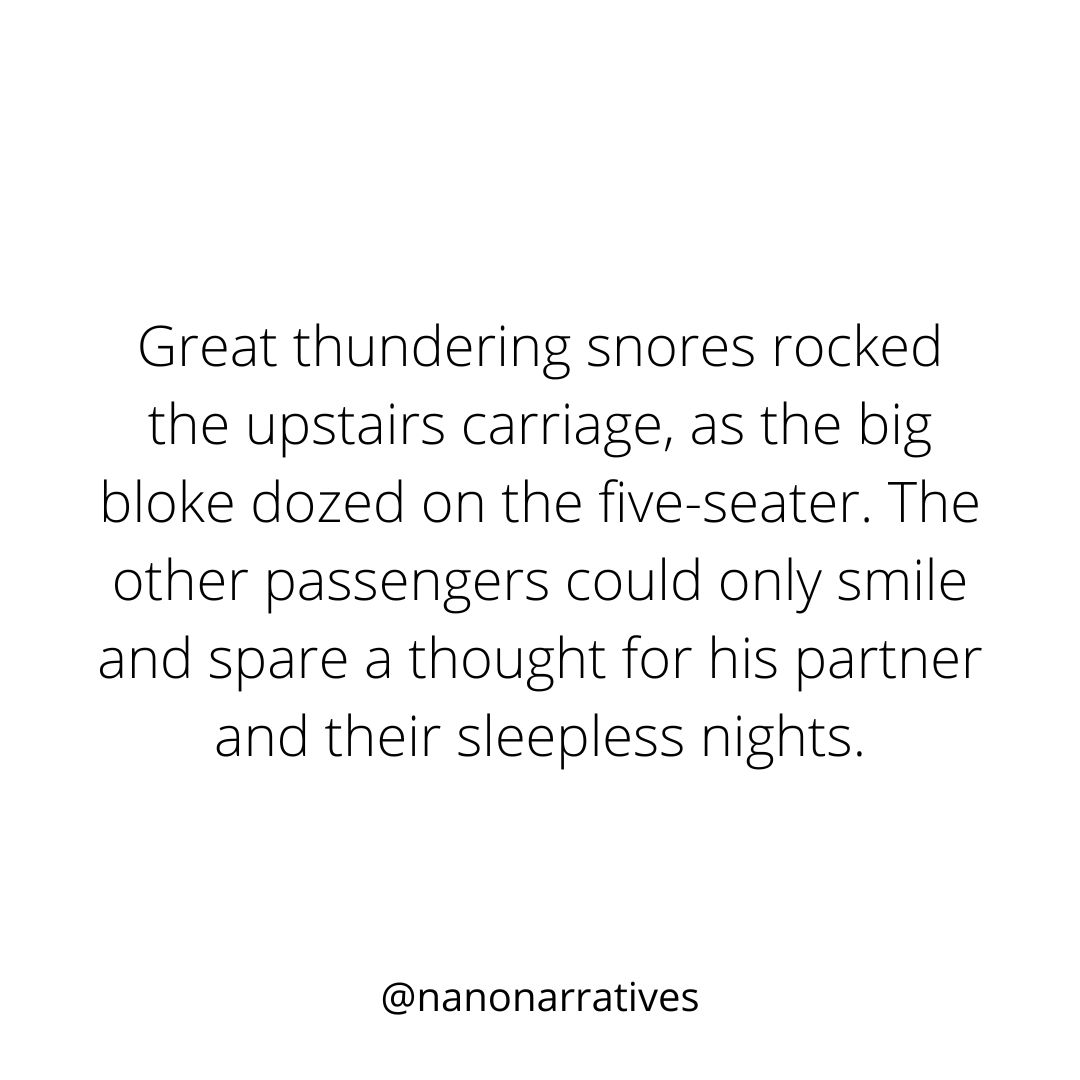 Great thundering snores rocked
the upstairs carriage, as the big
bloke dozed on the five-seater. The
other passengers could only smile
and spare a thought for his partner
and their sleepless nights.
@nanonarratives